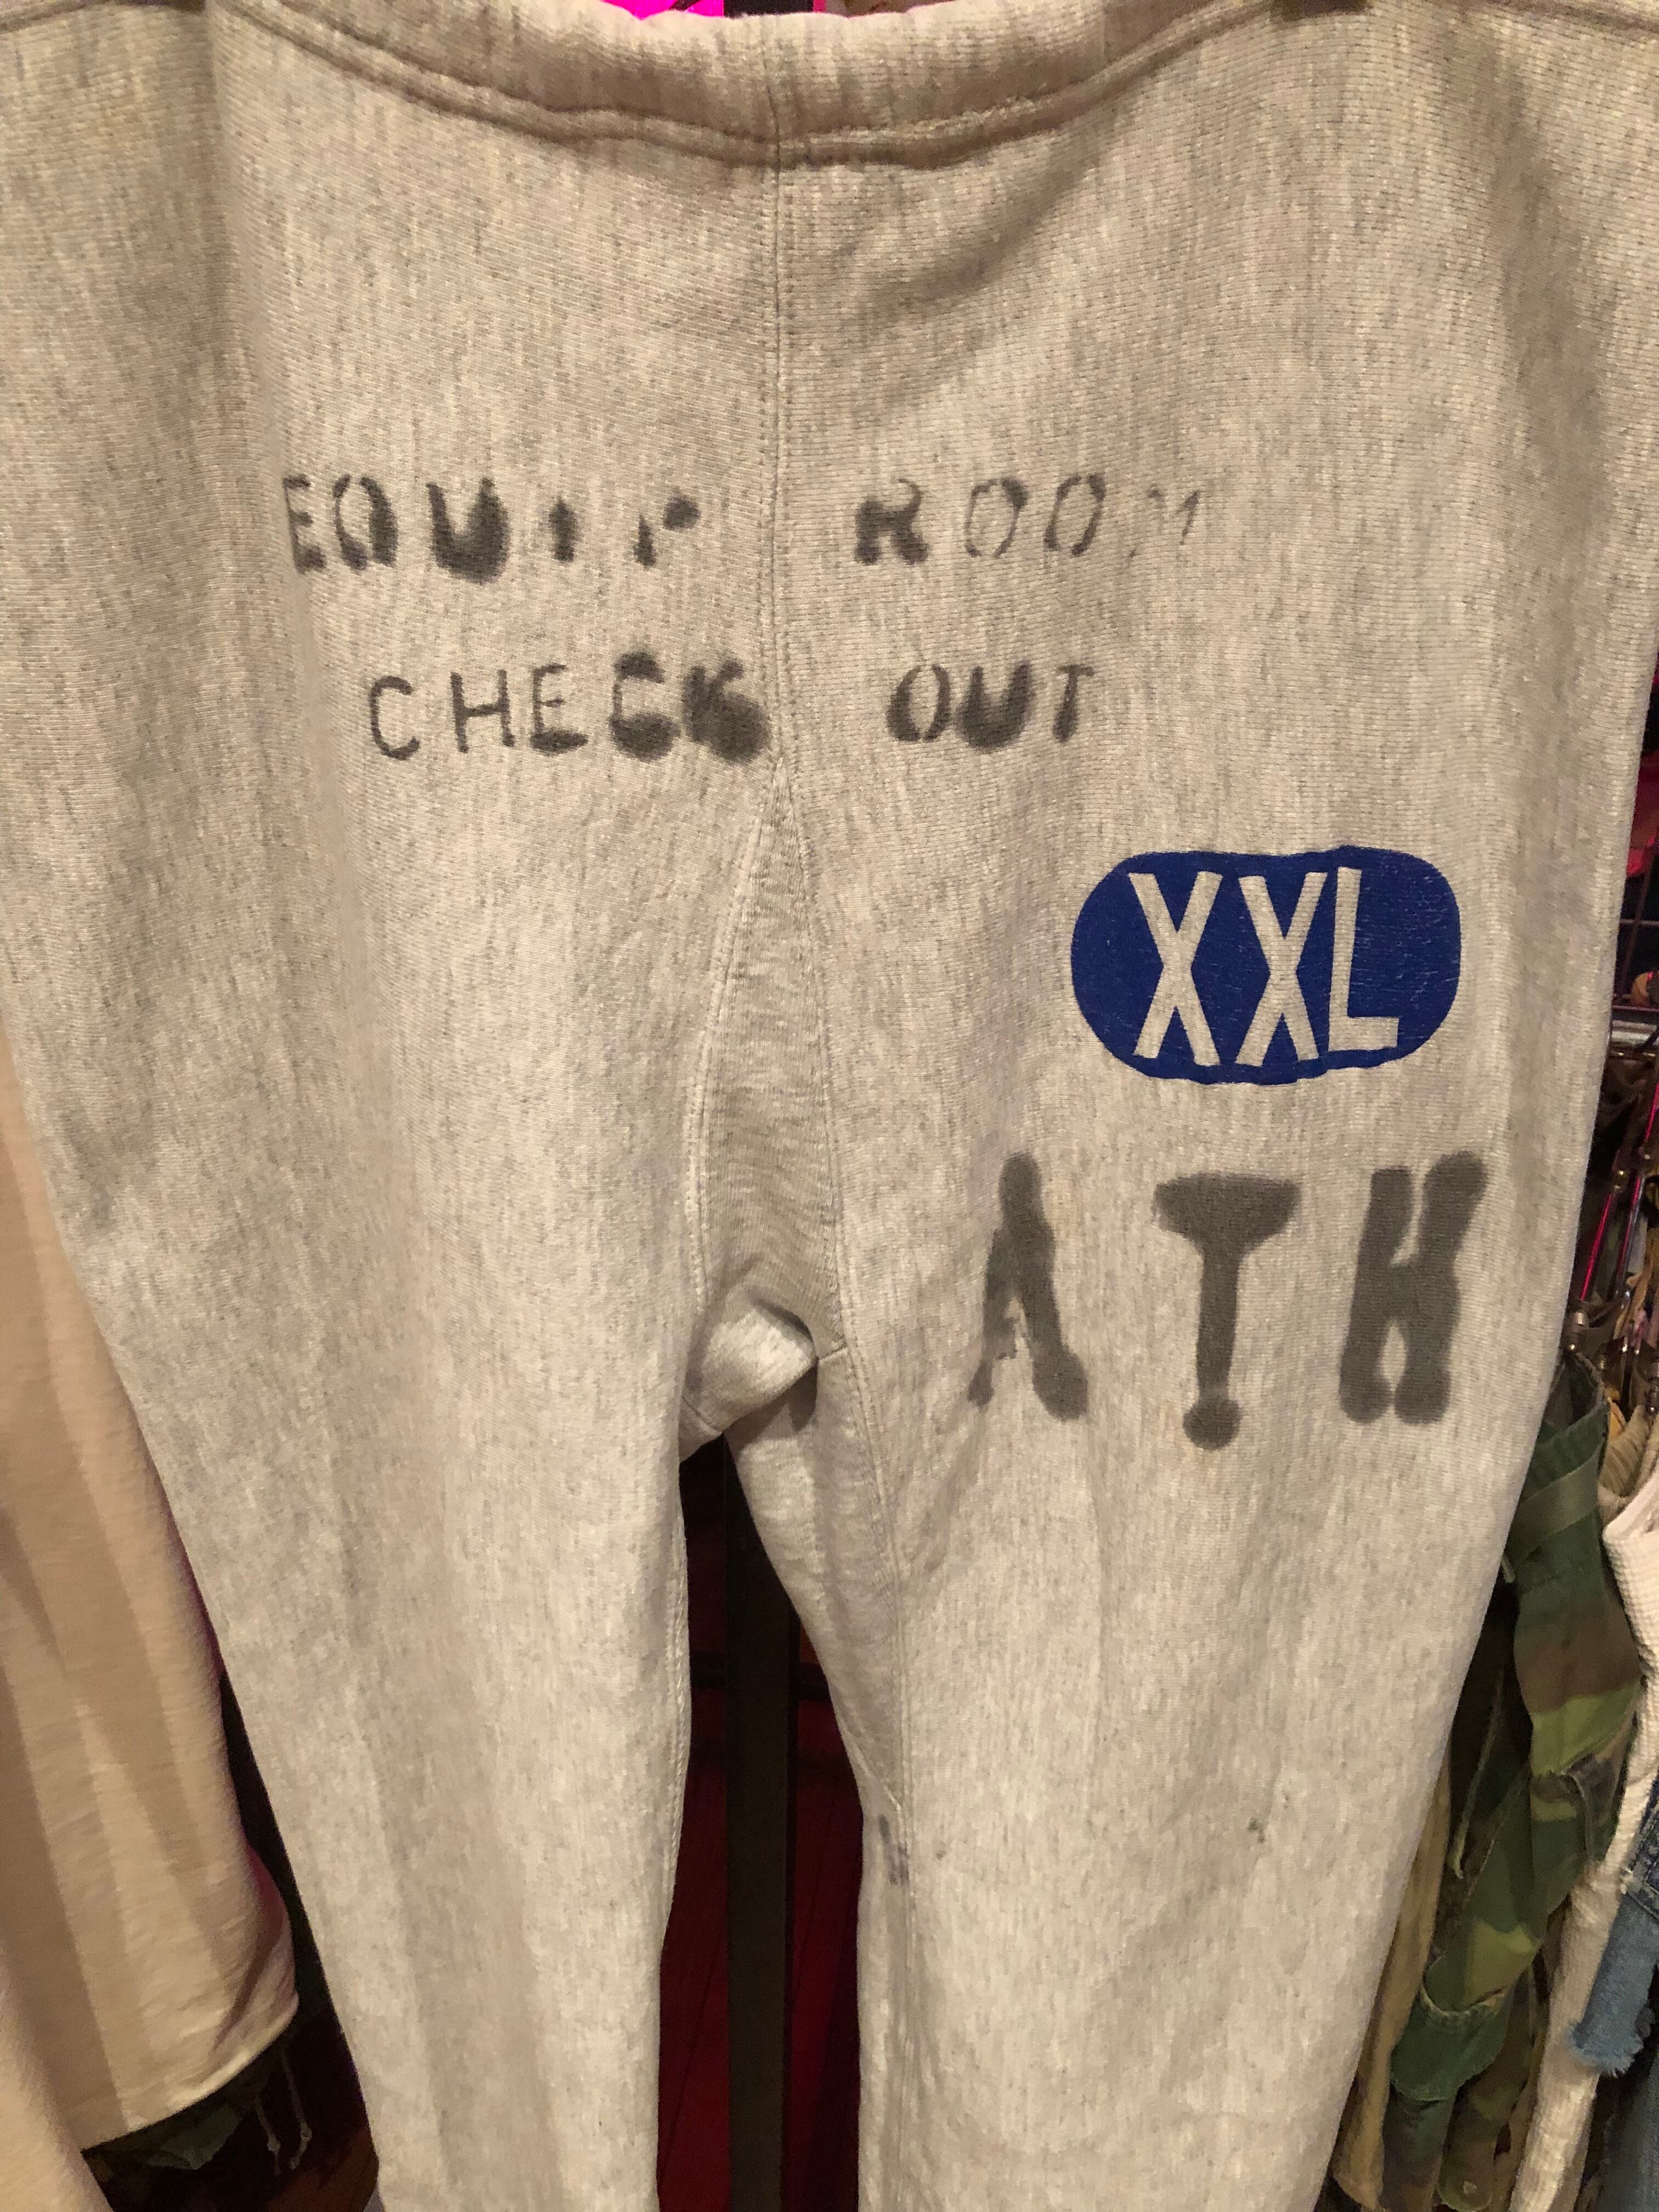 EQUIP ROOM
CHECK OUT
XXL
ATH